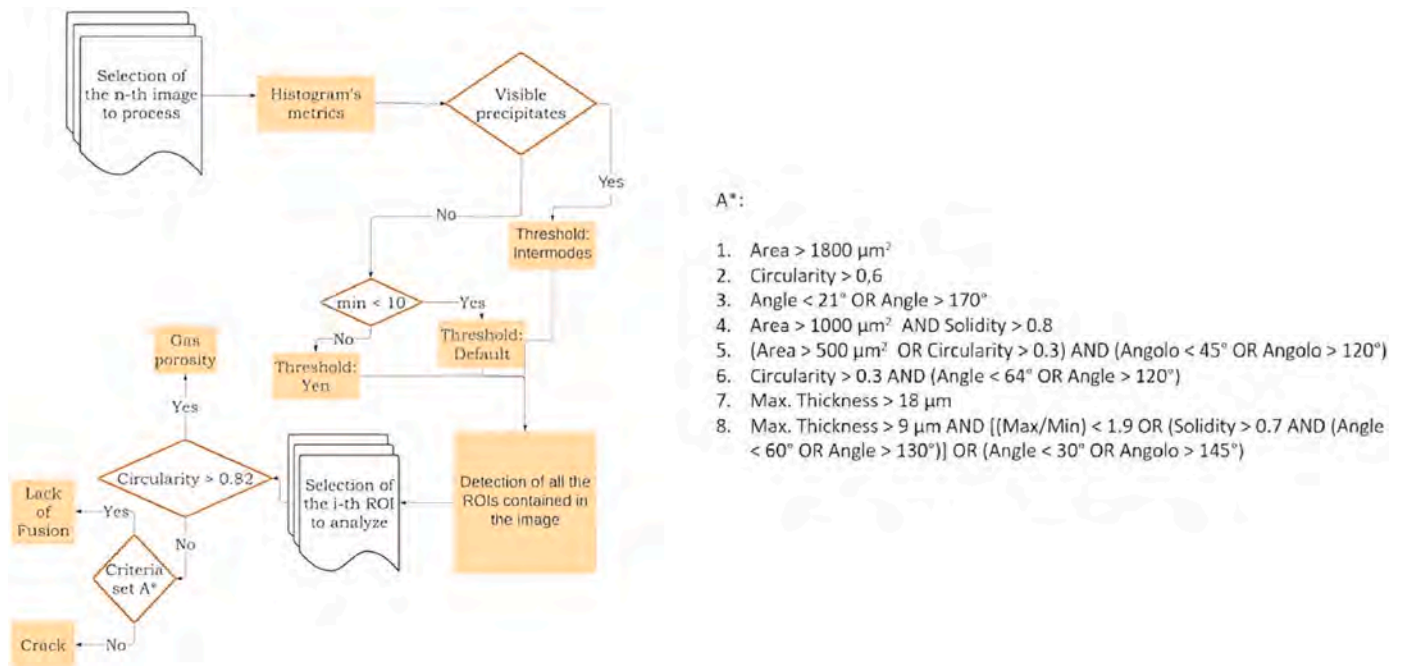 Selection of
the n-th image
to process
Histogram's
metrics
Visible
precipitates
Yes
No
Threshold:
Intermodes
min < 10
Yes
No
Threshold:
Default
Threshold:
Yen
Gas
porosity
Yes
Circularity > 0.82
Selection of
the i-th ROI
to analyze
Detection of all the
ROIs contained in
the image
Lack
of
Fusion
Yes
No
Criteria
set A*
Crack
No
A*:
1. Area > 1800 µm²
2. Circularity > 0,6
3. Angle < 21° OR Angle > 170°
4. Area > 1000 µm² AND Solidity > 0.8
5. (Area > 500 µm² OR Circularity > 0.3) AND (Angolo < 45° OR Angolo > 120°)
6. Circularity > 0.3 AND (Angle < 64° OR Angle > 120°)
7. Max. Thickness > 18 µm
8. Max. Thickness > 9 µm AND [(Max/Min) < 1.9 OR (Solidity > 0.7 AND (Angle
< 60° OR Angle > 130°)] OR (Angle < 30° OR Angolo > 145°)